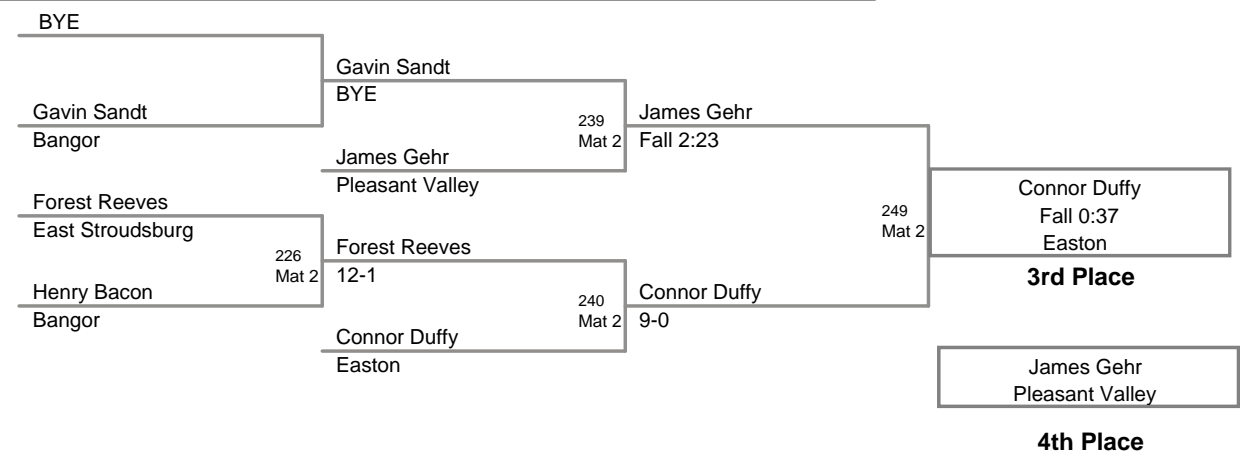 BYE
Gavin Sandt
BYE
Gavin Sandt
Bangor
239
Mat 2
James Gehr
Fall 2:23
James Gehr
Pleasant Valley
Forest Reeves
East Stroudsburg
226
Mat 2
Forest Reeves
12-1
Henry Bacon
Bangor
240
Mat 2
Connor Duffy
9-0
Connor Duffy
Easton
249
Mat 2
Connor Duffy
Fall 0:37
Easton
3rd Place
James Gehr
Pleasant Valley
4th Place